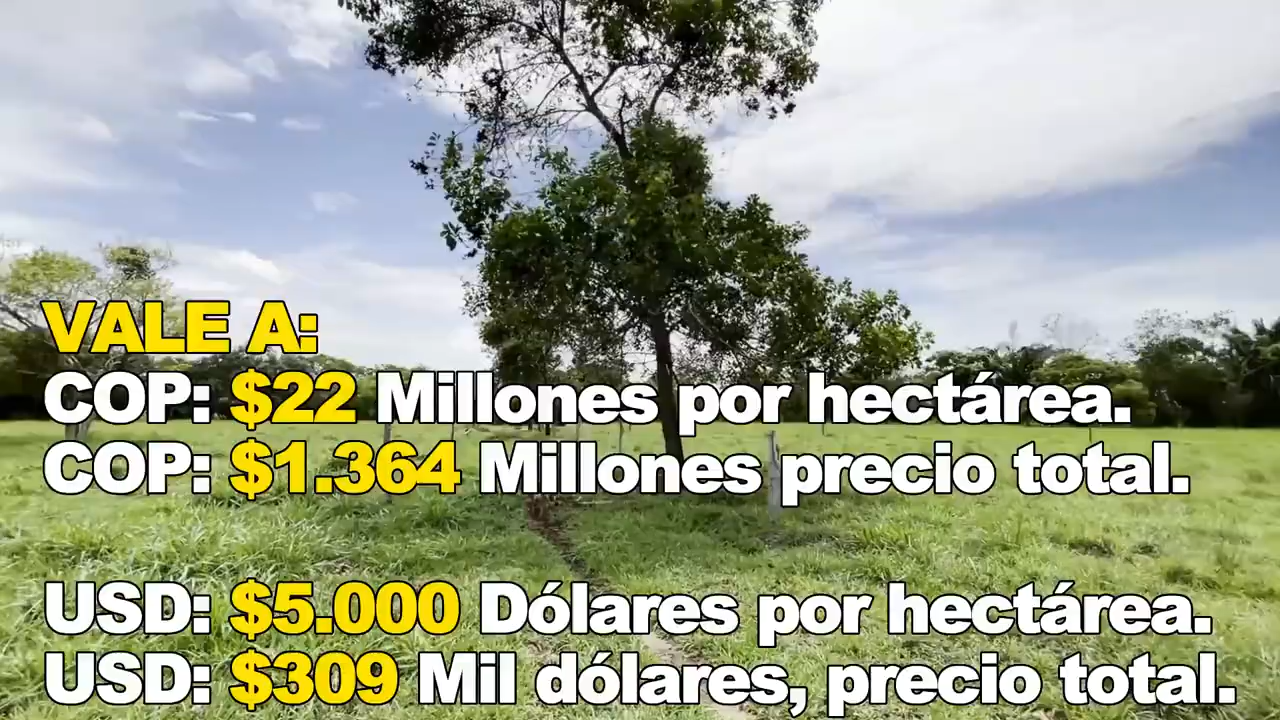 VALE A:
COP: $22 Millones por hectárea.
COP: $1.364 Millones precio total.
USD: $5.000 Dólares por hectárea.
USD: $309 Mil dólares, precio total.